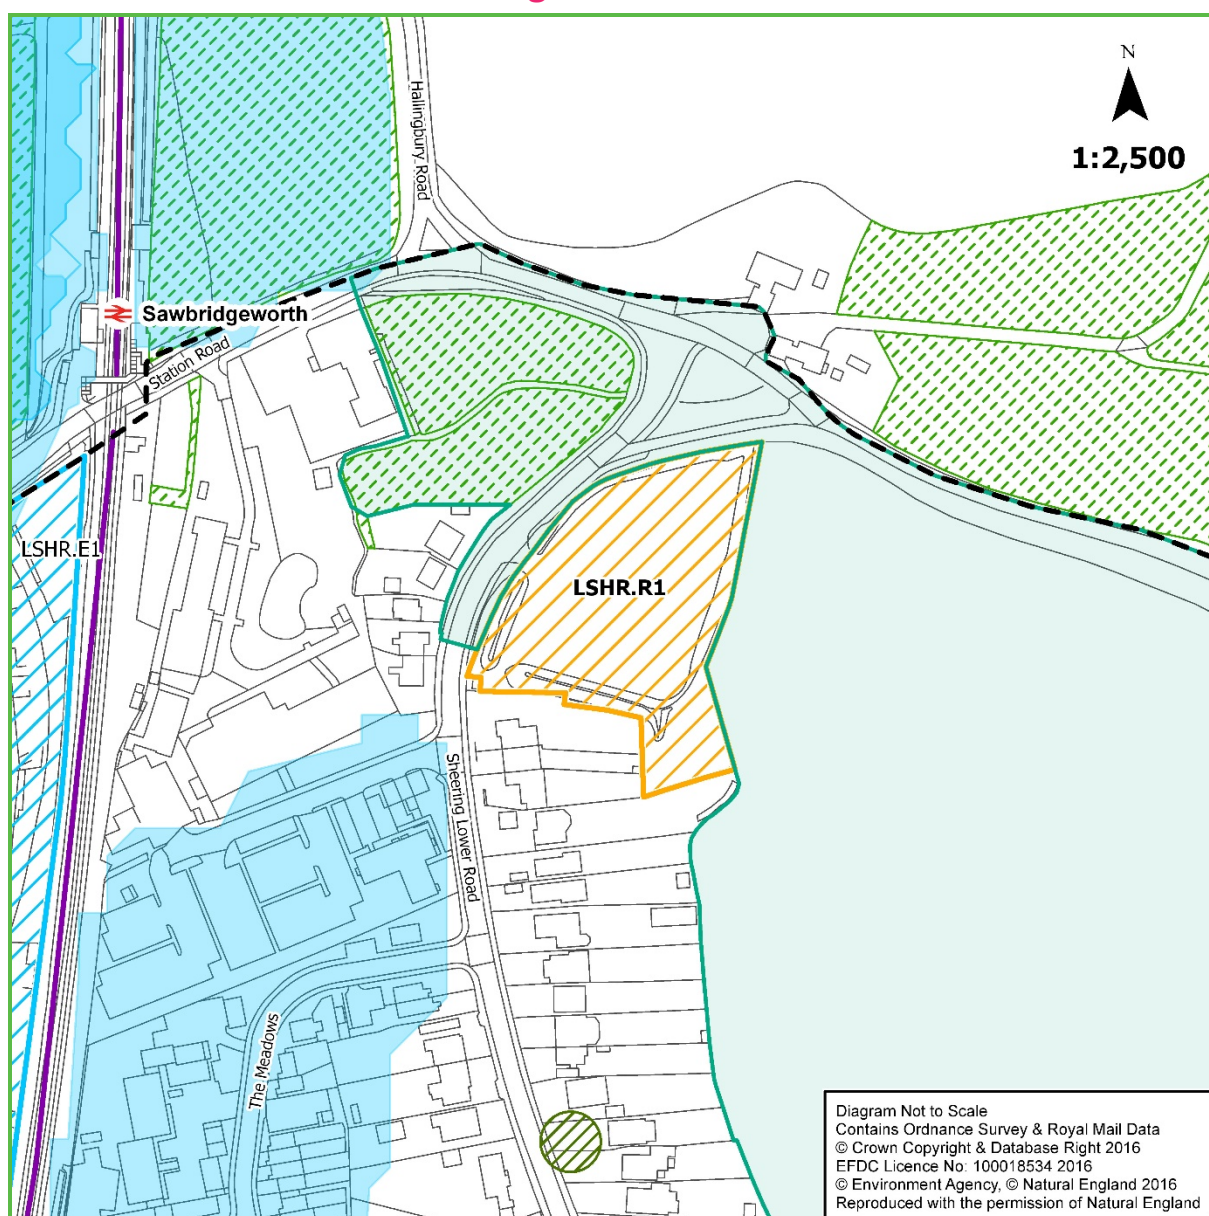 N
1:2,500
Hallingbury Road
Sawbridgeworth
Station Road
LSHR.E1
LSHR.R1
Sheering Lower Road
The Meadows
Diagram Not to Scale
Contains Ordnance Survey & Royal Mail Data
© Crown Copyright & Database Right 2016
EFDC Licence No: 100018534 2016
© Environment Agency, © Natural England 2016
Reproduced with the permission of Natural England